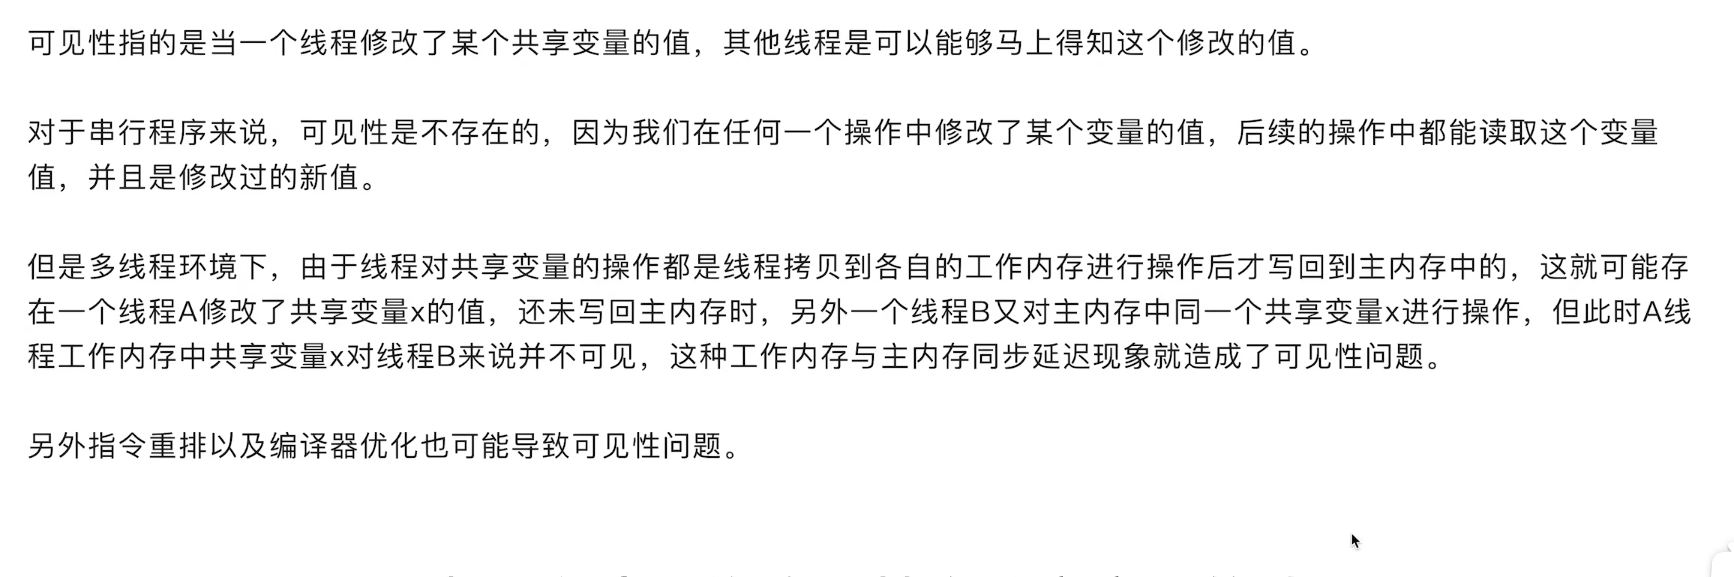 可见性指的是当一个线程修改了某个共享变量的值，其他线程是可以能够马上得知这个修改的值。
对于串行程序来说，可见性是不存在的，因为我们在任何一个操作中修改了某个变量的值，后续的操作中都能读取这个变量
值，并且是修改过的新值。
但是多线程环境下，由于线程对共享变量的操作都是线程拷贝到各自的工作内存进行操作后才写回到主内存中的，这就可能存
在一个线程A修改了共享变量x的值，还未写回主内存时，另外一个线程B又对主内存中同一个共享变量x进行操作，但此时A线
程工作内存中共享变量x对线程B来说并不可见，这种工作内存与主内存同步延迟现象就造成了可见性问题。
另外指令重排以及编译器优化也可能导致可见性问题。